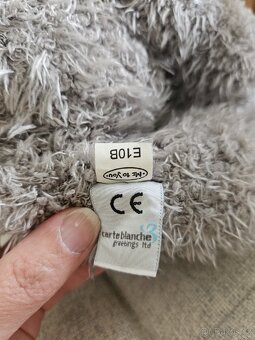 E10B
•Me to You•
CE
carte blanche
greetings ltd